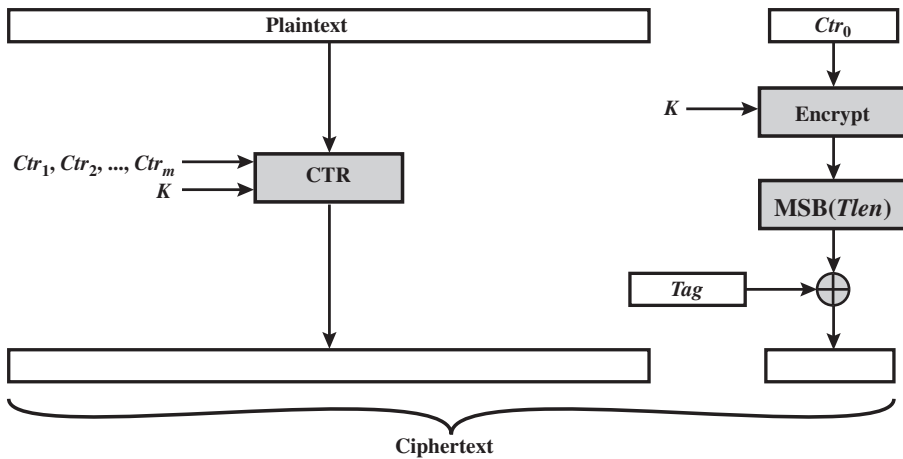 Plaintext
Ctr₀
K
Encrypt
Ctr₁, Ctr₂, ..., Ctrₘ
K
CTR
MSB(Tlen)
Tag
Ciphertext